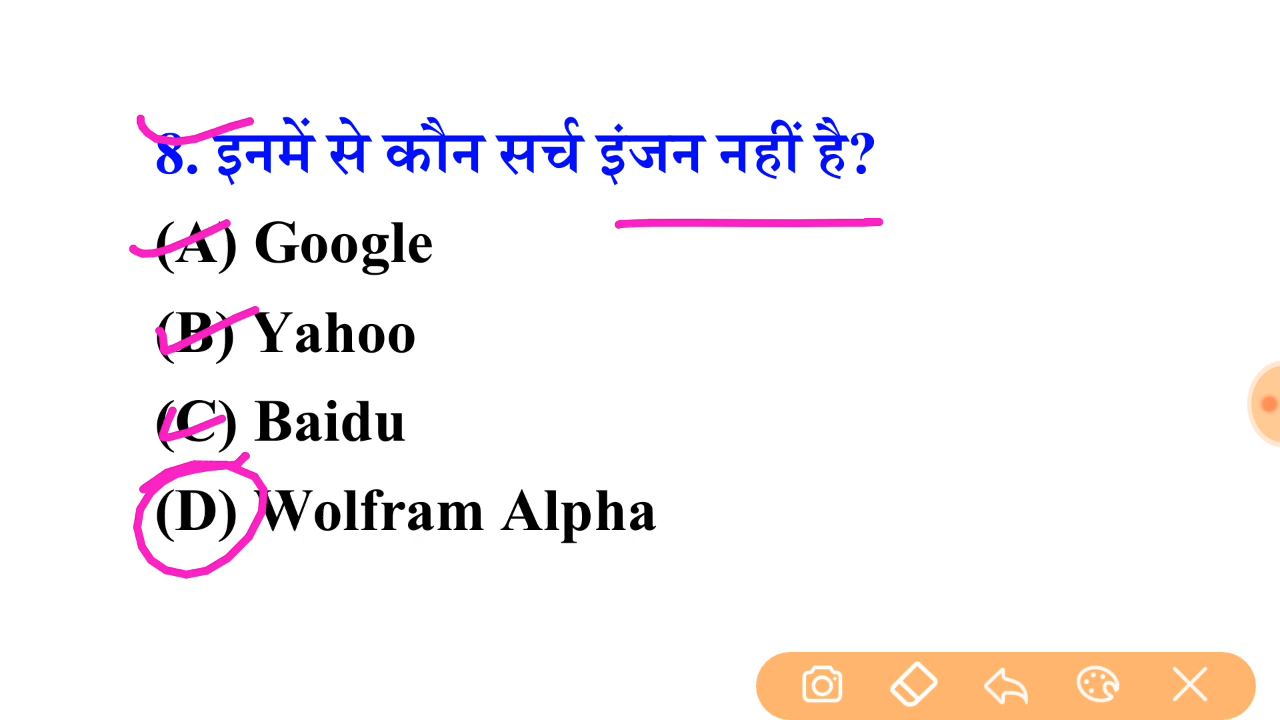 8. इनमें से कौन सर्च इंजन नहीं है?
(A) Google
(B) Yahoo
(C) Baidu
(D) Wolfram Alpha